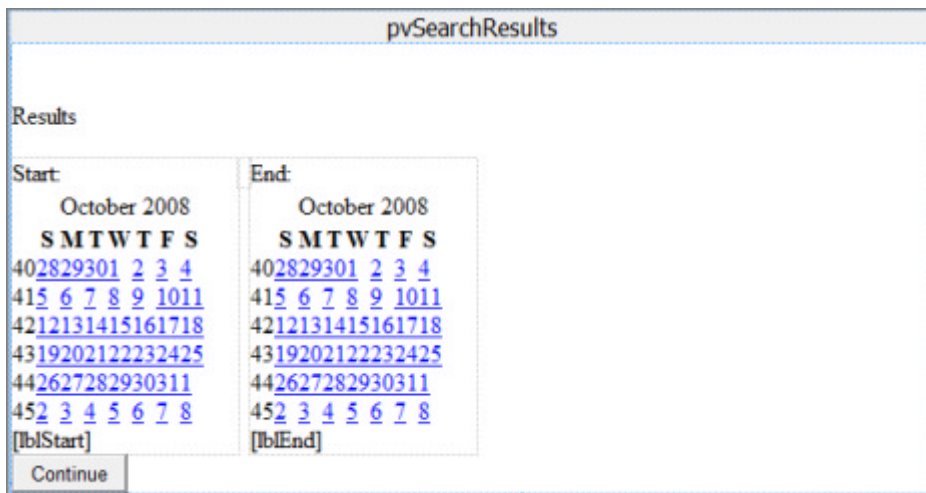 pvSearchResults
Results
Start:
October 2008
S M T W T F S
40 28 29 30 1 2 3 4
41 5 6 7 8 9 10 11
42 12 13 14 15 16 17 18
43 19 20 21 22 23 24 25
44 26 27 28 29 30 31 1
45 2 3 4 5 6 7 8
[lblStart]
End:
October 2008
S M T W T F S
40 28 29 30 1 2 3 4
41 5 6 7 8 9 10 11
42 12 13 14 15 16 17 18
43 19 20 21 22 23 24 25
44 26 27 28 29 30 31 1
45 2 3 4 5 6 7 8
[lblEnd]
Continue